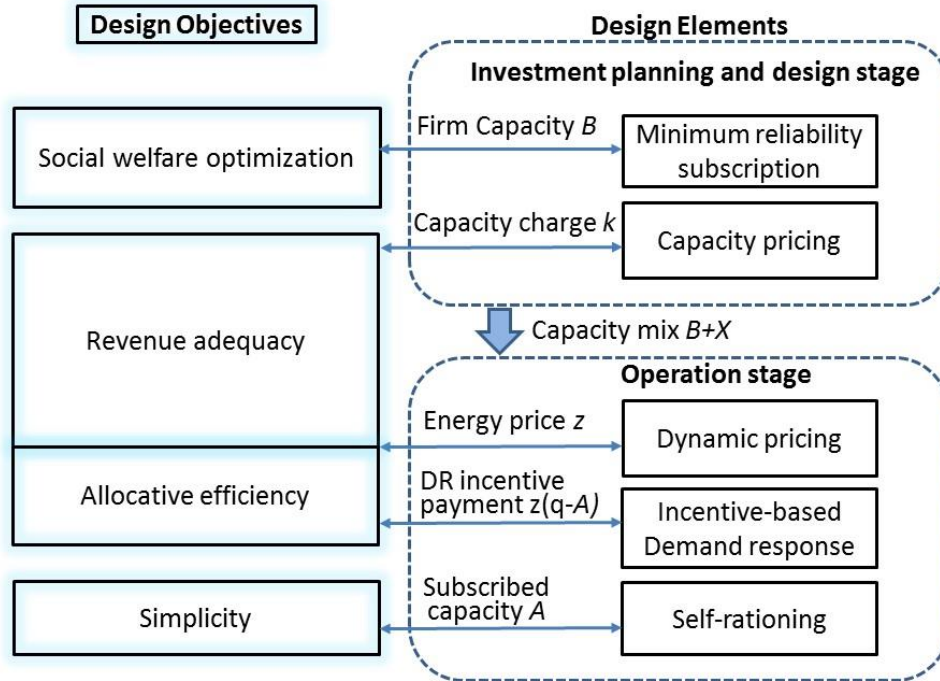 Design Objectives
Design Elements
Investment planning and design stage
Social welfare optimization
Firm Capacity B
Minimum reliability
subscription
Capacity charge k
Capacity pricing
Revenue adequacy
Capacity mix B+X
Operation stage
Energy price z
Dynamic pricing
Allocative efficiency
DR incentive
payment z(q-A)
Incentive-based
Demand response
Simplicity
Subscribed
capacity A
Self-rationing